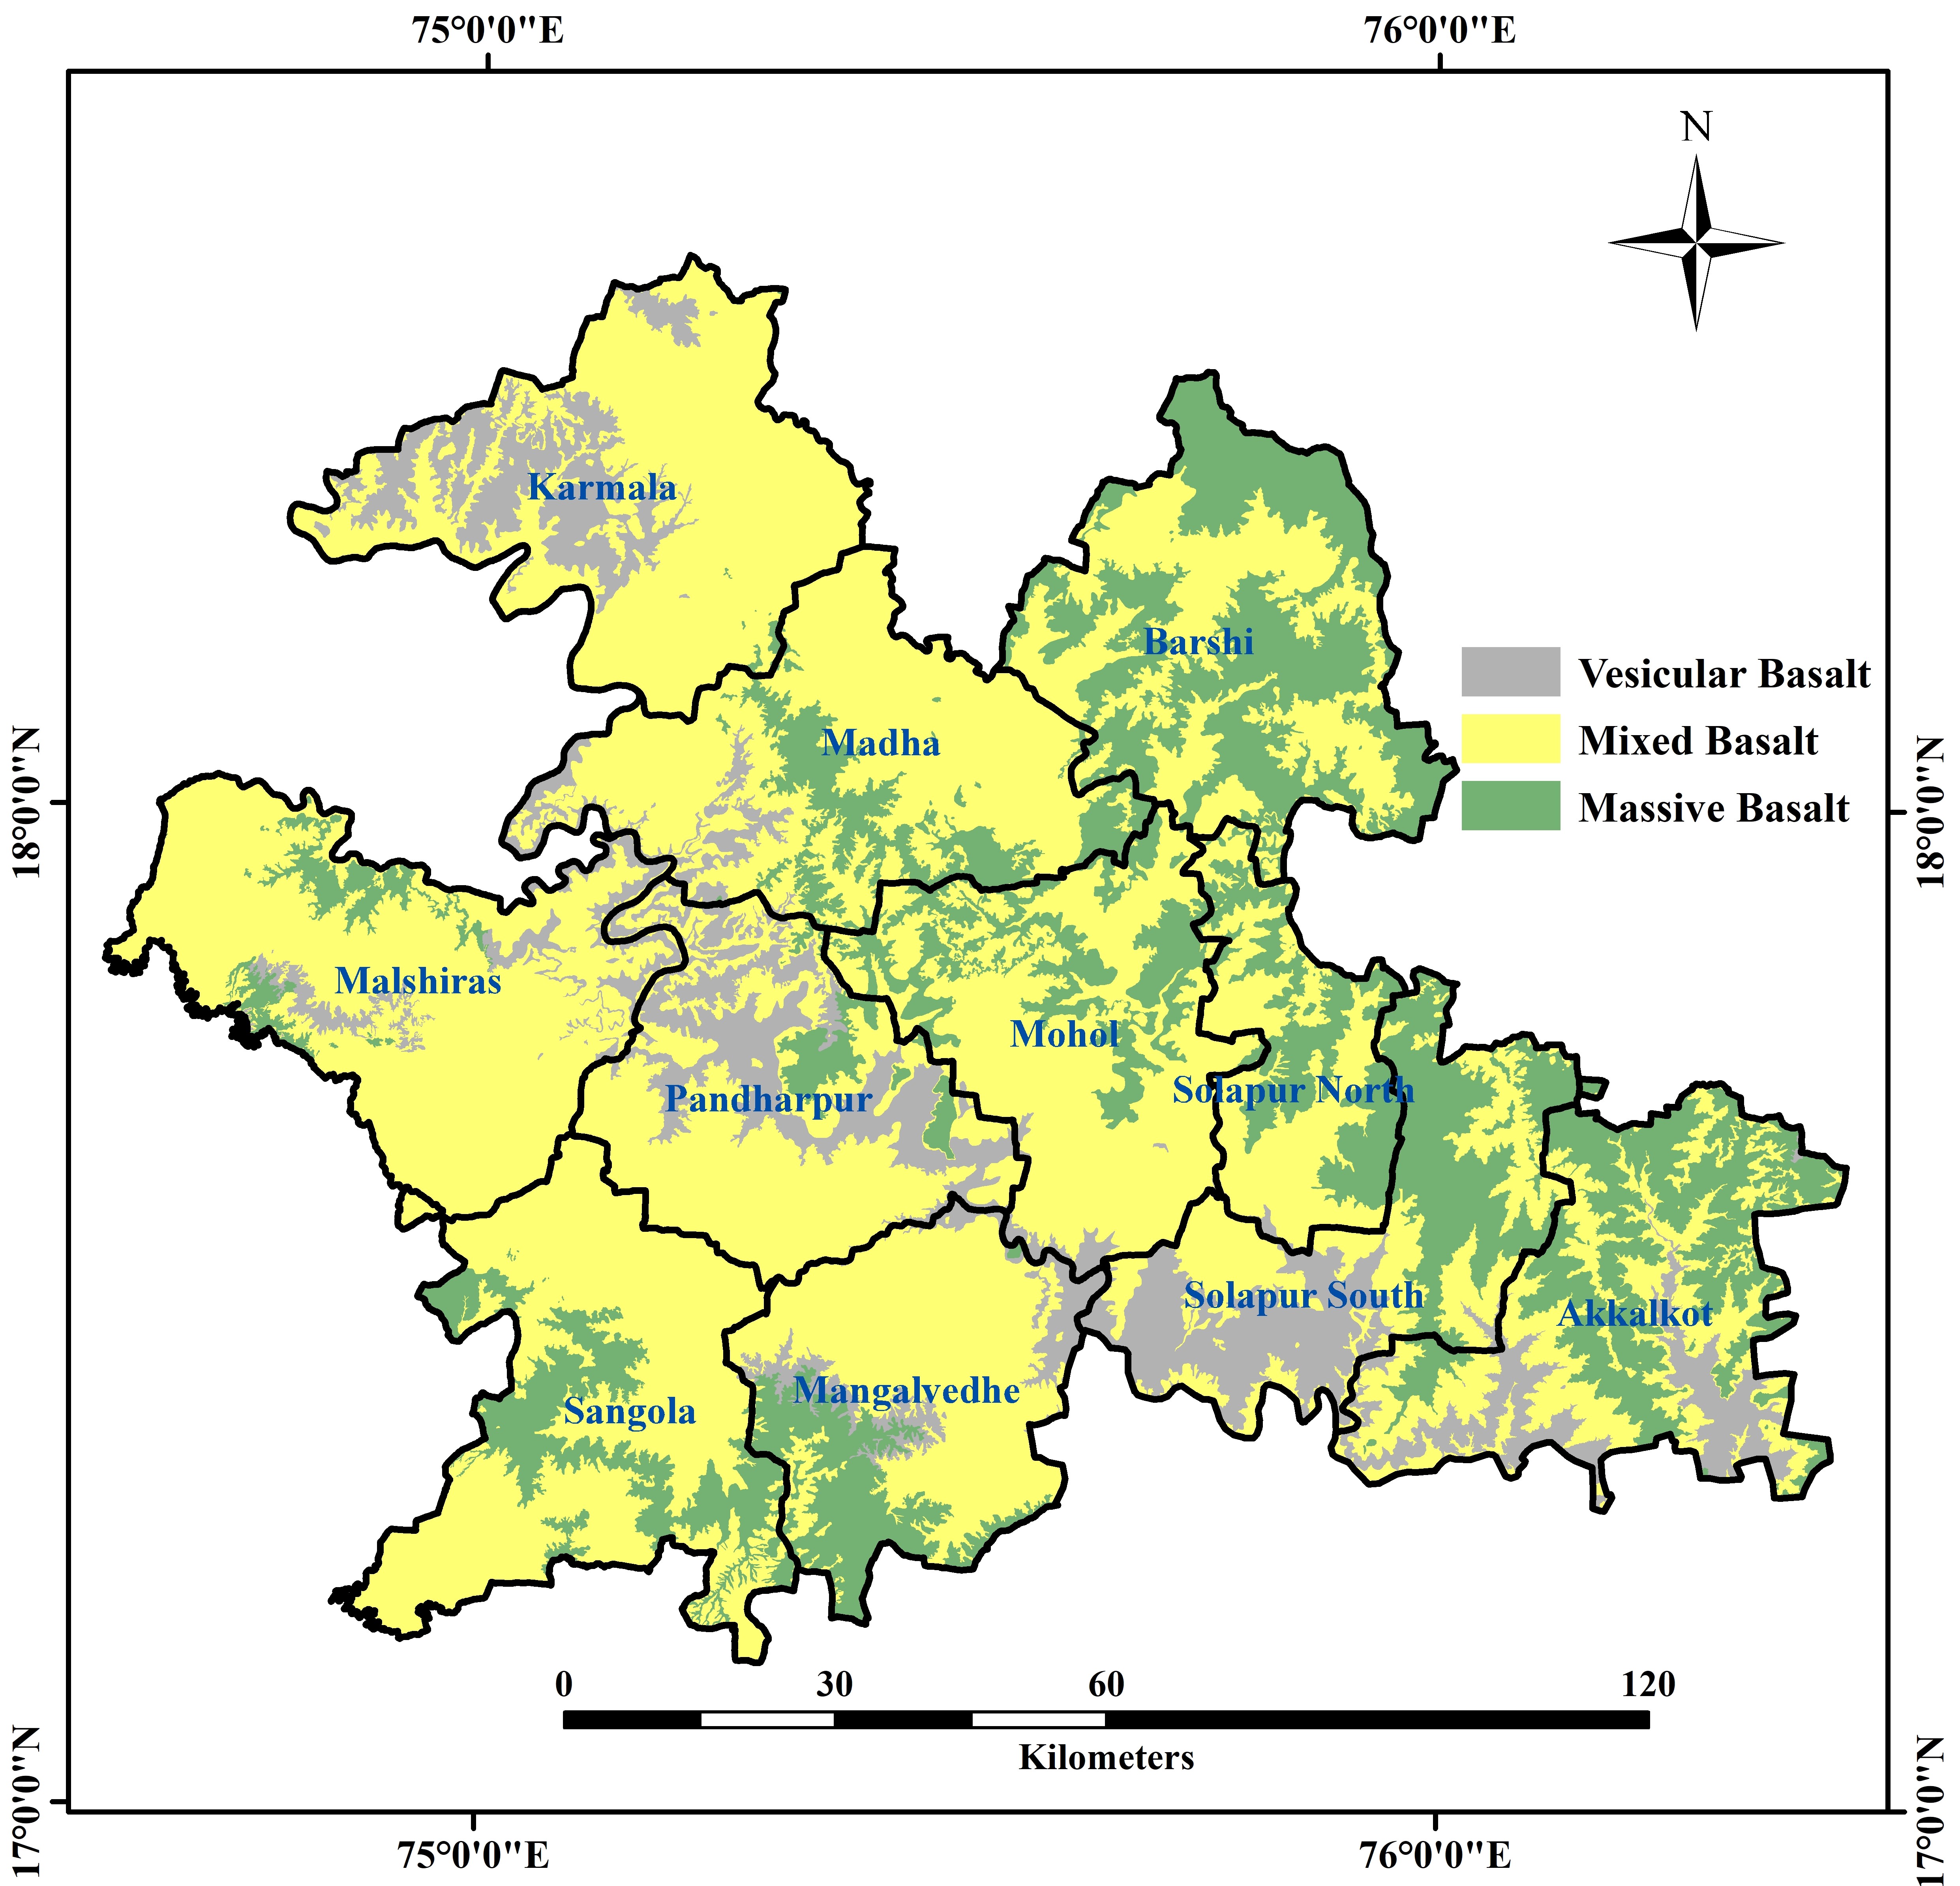 75°0'0"E
76°0'0"E
N
Karmala
Barshi
Vesicular Basalt
Mixed Basalt
Massive Basalt
Madha
18°0'0"N
18°0'0"N
Malshiras
Mohol
Solapur North
Pandharpur
Solapur South
Akkalkot
Mangalvedhe
Sangola
0
30
60
120
Kilometers
17°0'0"N
17°0'0"N
75°0'0"E
76°0'0"E